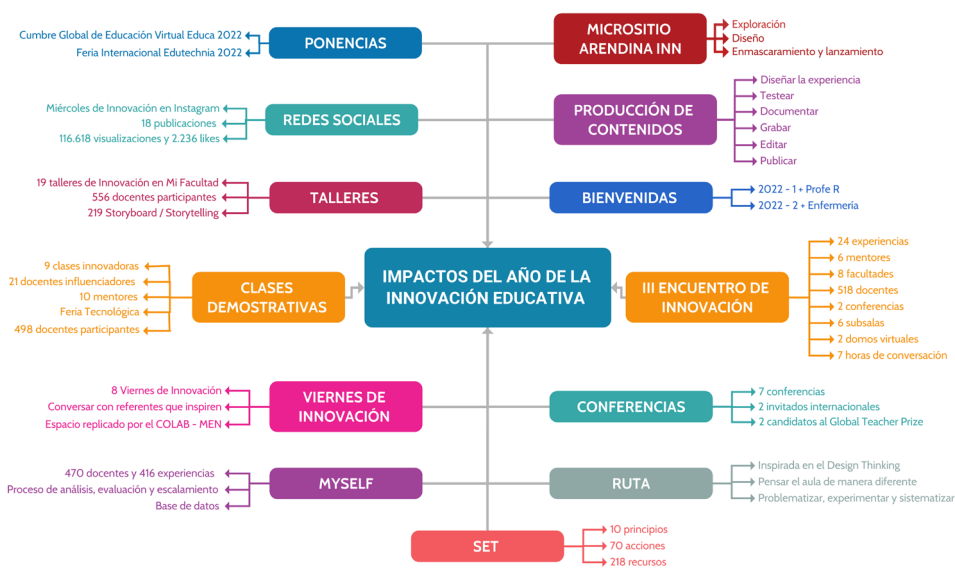 Cumbre Global de Educación Virtual Educa 2022
Feria Internacional Edutechnia 2022
PONENCIAS
MICROSITIO
ARENDINA INN
Exploración
Diseño
Enmascaramiento y lanzamiento
Miércoles de Innovación en Instagram
18 publicaciones
116.618 visualizaciones y 2.236 likes
REDES SOCIALES
PRODUCCIÓN DE
CONTENIDOS
Diseñar la experiencia
Testear
Documentar
Grabar
Editar
Publicar
19 talleres de Innovación en Mi Facultad
556 docentes participantes
219 Storyboard / Storytelling
TALLERES
BIENVENIDAS
2022 - 1 + Profe R
2022 - 2 + Enfermería
9 clases innovadoras
21 docentes influenciadores
10 mentores
Feria Tecnológica
498 docentes participantes
CLASES
DEMOSTRATIVAS
IMPACTOS DEL AÑO DE LA
INNOVACIÓN EDUCATIVA
III ENCUENTRO DE
INNOVACIÓN
24 experiencias
6 mentores
8 facultades
518 docentes
2 conferencias
6 subsalas
2 domos virtuales
7 horas de conversación
8 Viernes de Innovación
Conversar con referentes que inspiren
Espacio replicado por el COLAB - MEN
VIERNES DE
INNOVACIÓN
CONFERENCIAS
7 conferencias
2 invitados internacionales
2 candidatos al Global Teacher Prize
470 docentes y 416 experiencias
Proceso de análisis, evaluación y escalamiento
Base de datos
MYSELF
RUTA
Inspirada en el Design Thinking
Pensar el aula de manera diferente
Problematizar, experimentar y sistematizar
SET
10 principios
70 acciones
218 recursos